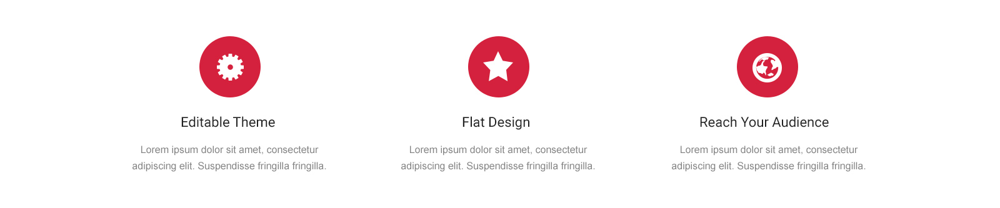 Editable Theme
Lorem ipsum dolor sit amet, consectetur
adipiscing elit. Suspendisse fringilla fringilla.
Flat Design
Lorem ipsum dolor sit amet, consectetur
adipiscing elit. Suspendisse fringilla fringilla.
Reach Your Audience
Lorem ipsum dolor sit amet, consectetur
adipiscing elit. Suspendisse fringilla fringilla.